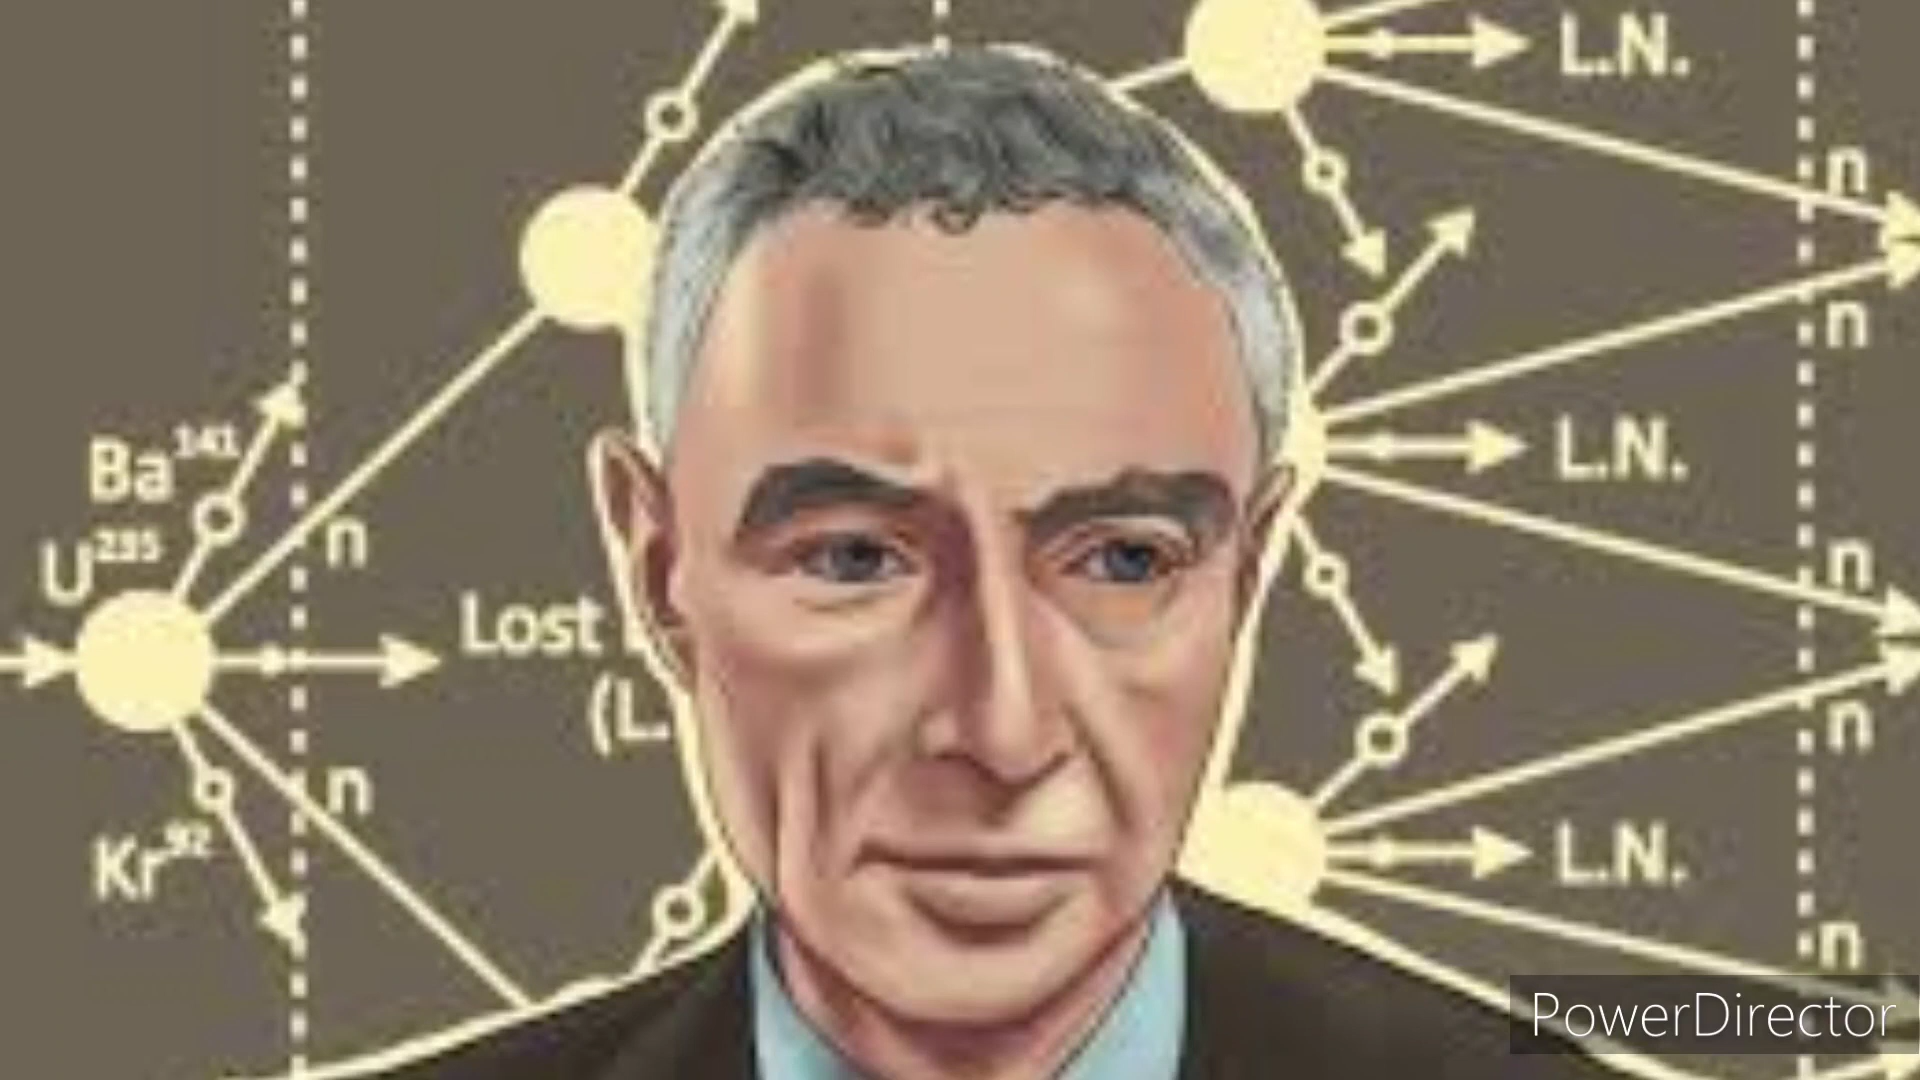 L.N.
n
n
Ba¹⁴¹
U²³⁵
n
L.N.
n
Lost
(L.
n
n
Kr⁹²
L.N.
n
PowerDirector